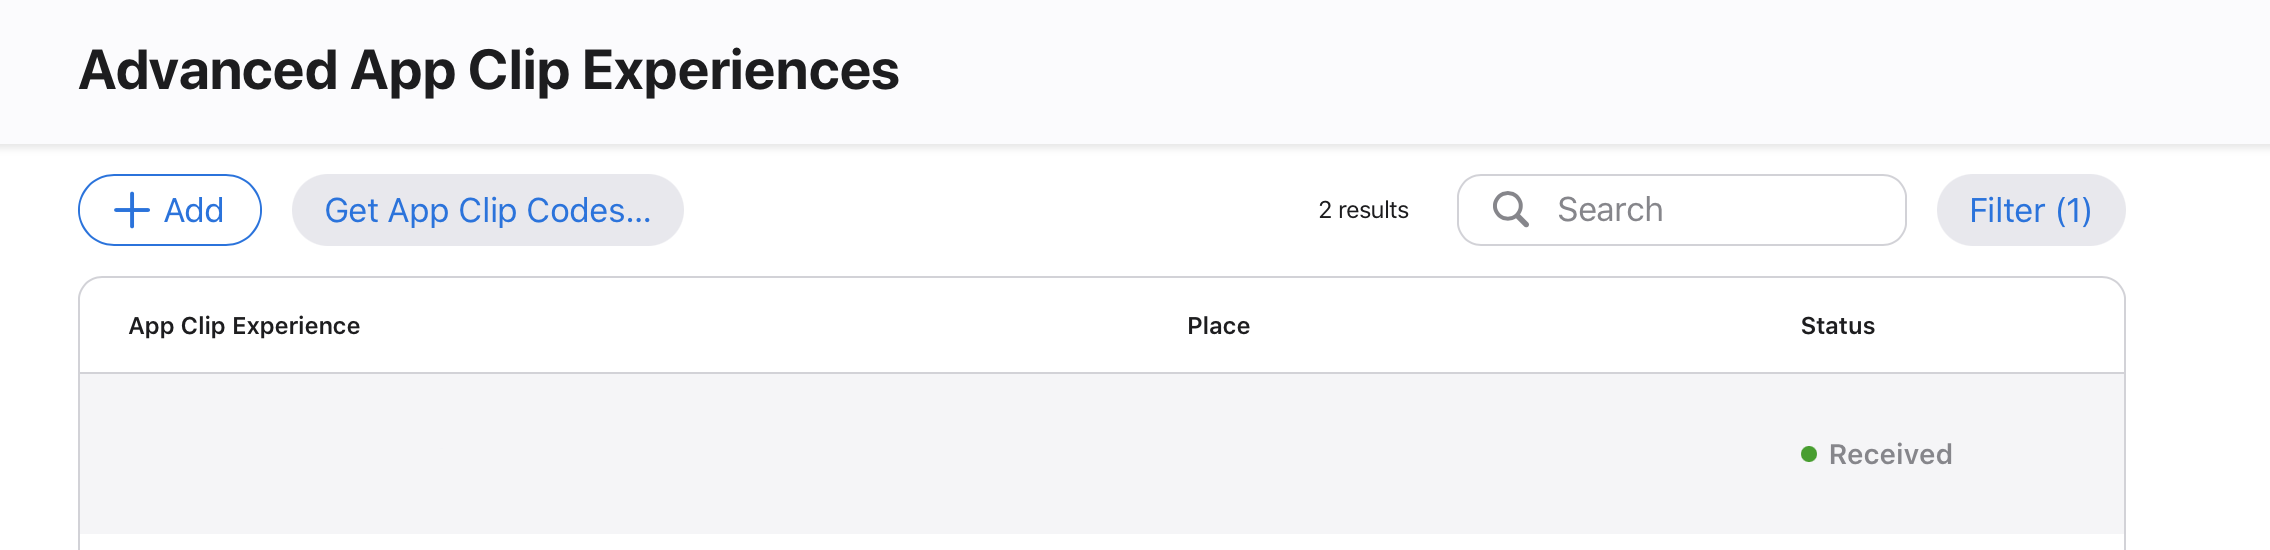 Advanced App Clip Experiences
Add
Get App Clip Codes...
2 results
Search
Filter (1)
App Clip Experience
Place
Status
Received